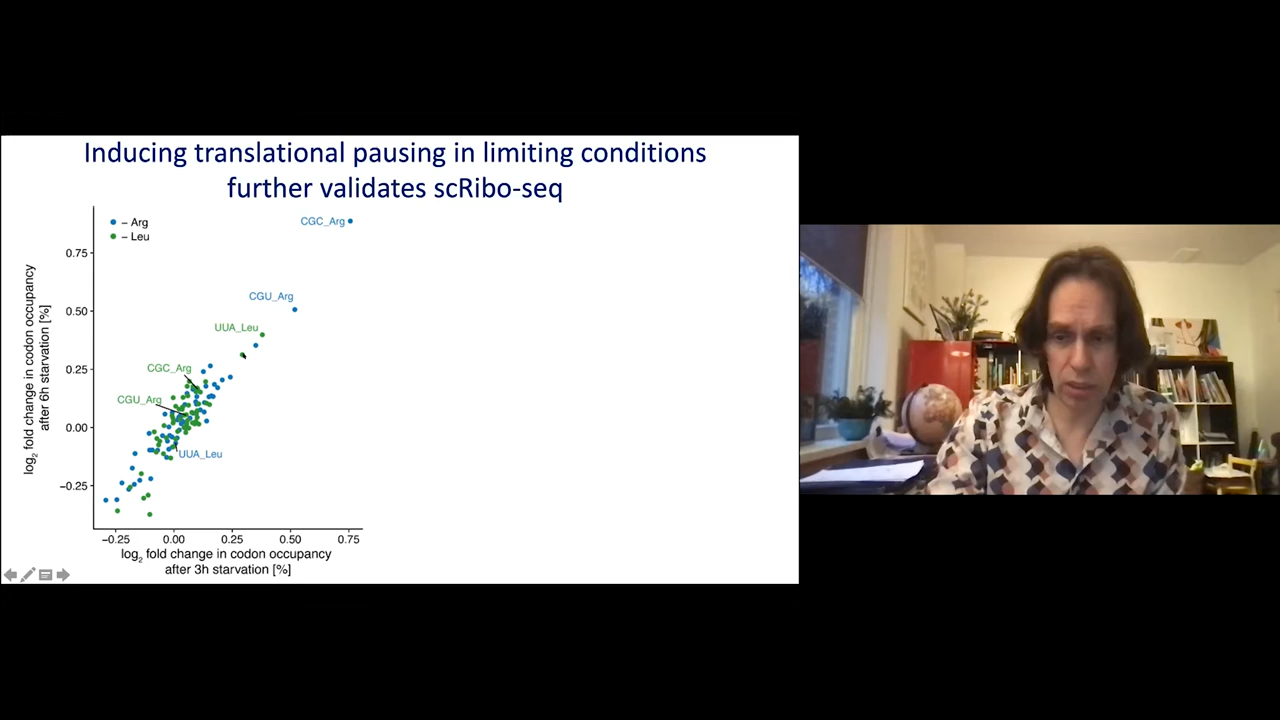 Inducing translational pausing in limiting conditions
further validates scRibo-seq
– Arg
– Leu
CGC_Arg
CGU_Arg
UUA_Leu
CGC_Arg
CGU_Arg
UUA_Leu
0.75
0.50
0.25
0.00
−0.25
log2 fold change in codon occupancy
after 6h starvation [%]
−0.25 0.00 0.25 0.50 0.75
log2 fold change in codon occupancy
after 3h starvation [%]